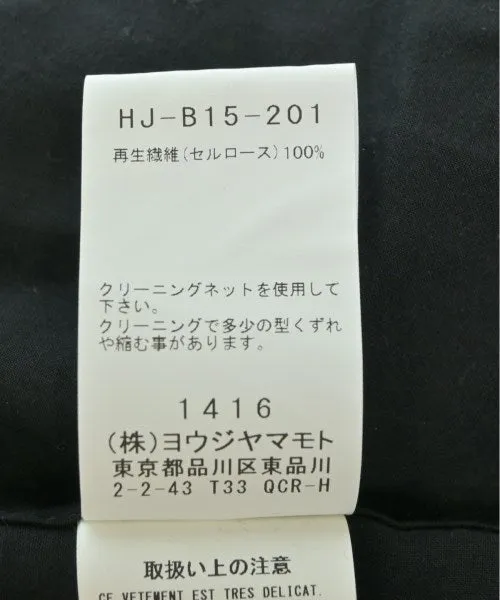 HJ-B15-201
再生繊維(セルロース)100%
クリーニングネットを使用して
下さい。
クリーニングで多少の型くずれ
や縮む事があります。
1416
(株)ヨウジヤマモト
東京都品川区東品川
2-2-43 T33 QCR-H
取扱い上の注意
CE VETEMENT EST TRES DELICAT.